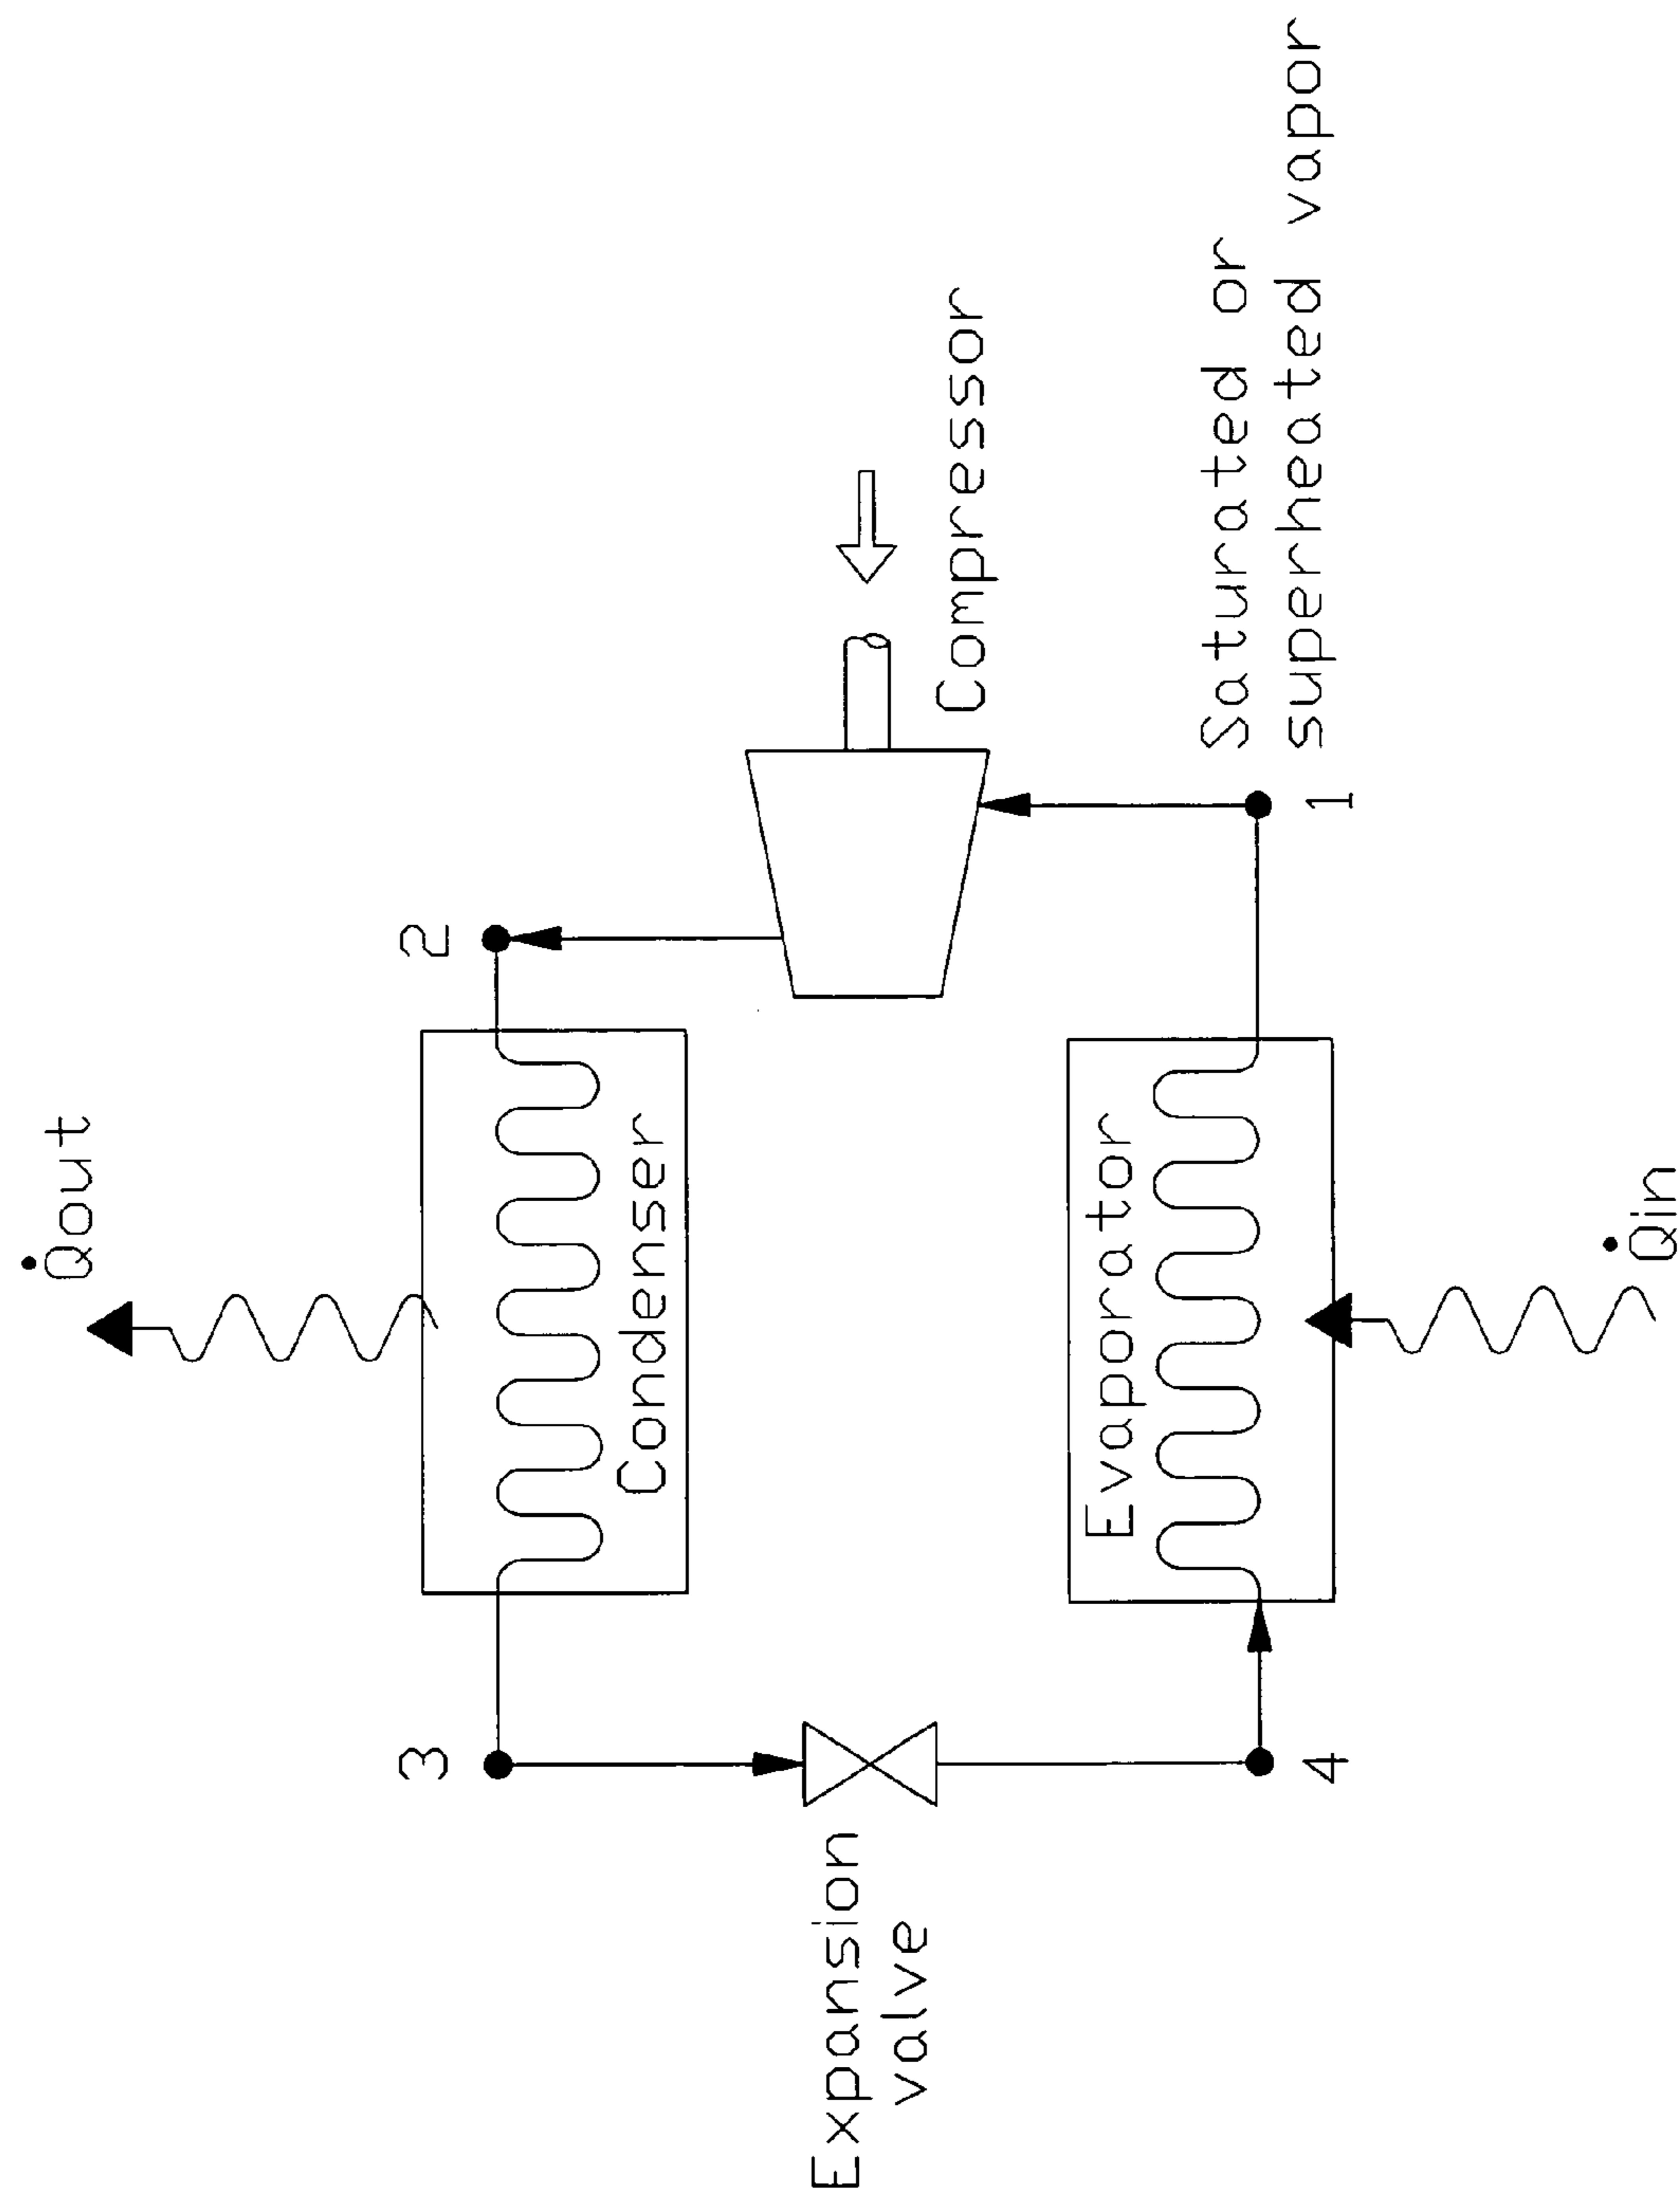 Q̇out
2
3
Condenser
Compressor
Expansion
valve
Evaporator
Saturated or
superheated vapor
1
4
Q̇in